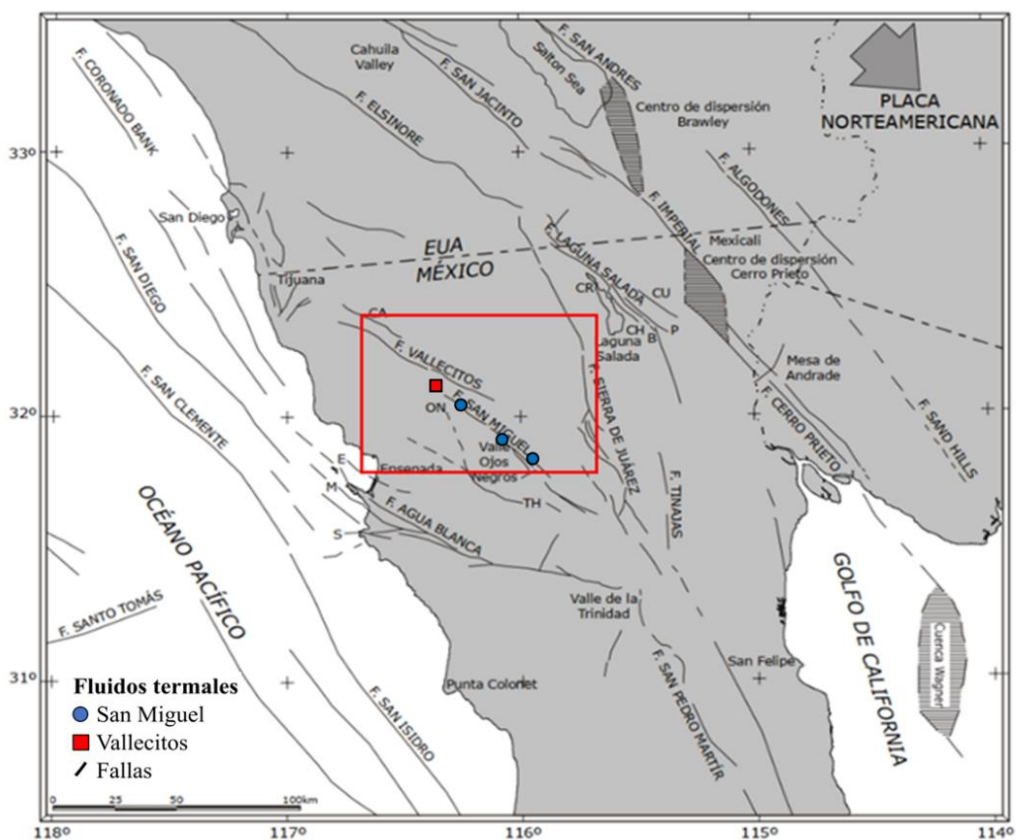 F. CORONADO BANK
Cahuila
Valley
F. SAN JACINTO
F. ELSINORE
Salton Sea
F. SAN ANDRES
Centro de dispersión
Brawley
PLACA
NORTEAMERICANA
33°
San Diego
F. SAN DIEGO
EUA
MÉXICO
Tijuana
F. IMPERIAL
F. ALGODONES
F. LAGUNA SALADA
Mexicali
Centro de dispersión
Cerro Prieto
CR
CU
CH
B
P
Laguna
Salada
CA
F. VALLECITOS
ON
F. SAN MIGUEL
Valle
Ojos
Negros
F. SIERRA DE JUÁREZ
Mesa de
Andrade
F. CERRO PRIETO
F. SAND HILLS
32°
F. SAN CLEMENTE
E
Ensenada
M
TH
F. TINAJAS
F. AGUA BLANCA
S
OCÉANO PACÍFICO
F. SANTO TOMÁS
Valle de la
Trinidad
GOLFO DE CALIFORNIA
Cuenca Wagner
31°
San Felipe
F. SAN PEDRO MARTÍR
Punta Colonet
F. SAN ISIDRO
Fluidos termales
San Miguel
Vallecitos
Fallas
0 25 50 100km
118° 117° 116° 115° 114°